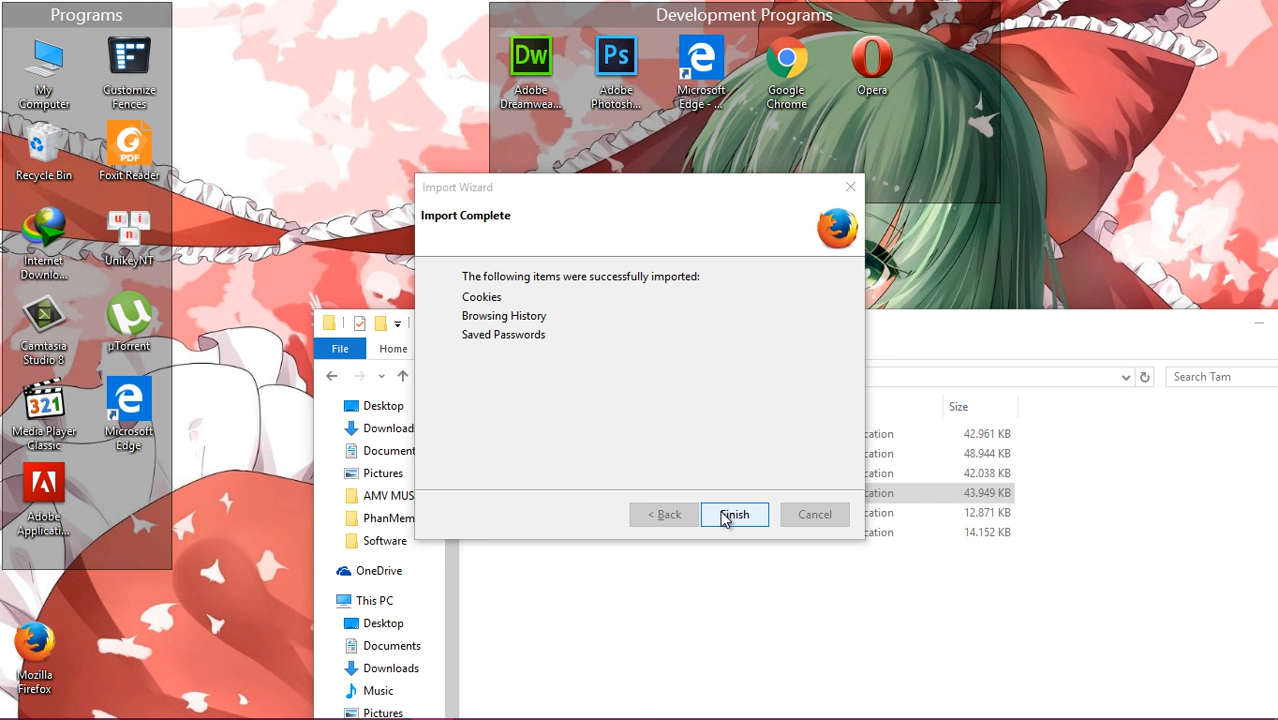 Programs
My
Computer
Customize
Fences
Recycle Bin
PDF
Foxit Reader
Internet
Downlo...
u i
n
UnikeyNT
Camtasia
Studio 8
µTorrent
321
Media Player
Classic
Microsoft
Edge
Adobe
Applicati...
Mozilla
Firefox
Development Programs
Dw
Adobe
Dreamwea...
Ps
Adobe
Photosh...
Microsoft
Edge - ...
Google
Chrome
Opera
Import Wizard
Import Complete
The following items were successfully imported:
Cookies
Browsing History
Saved Passwords
< Back
Finish
Cancel
File
Home
Search Tam
Desktop
Download
Document
Pictures
AMV MUS
PhanMem
Software
OneDrive
This PC
Desktop
Documents
Downloads
Music
Pictures
Size
cation 42.961 KB
cation 48.944 KB
cation 42.038 KB
cation 43.949 KB
cation 12.871 KB
cation 14.152 KB